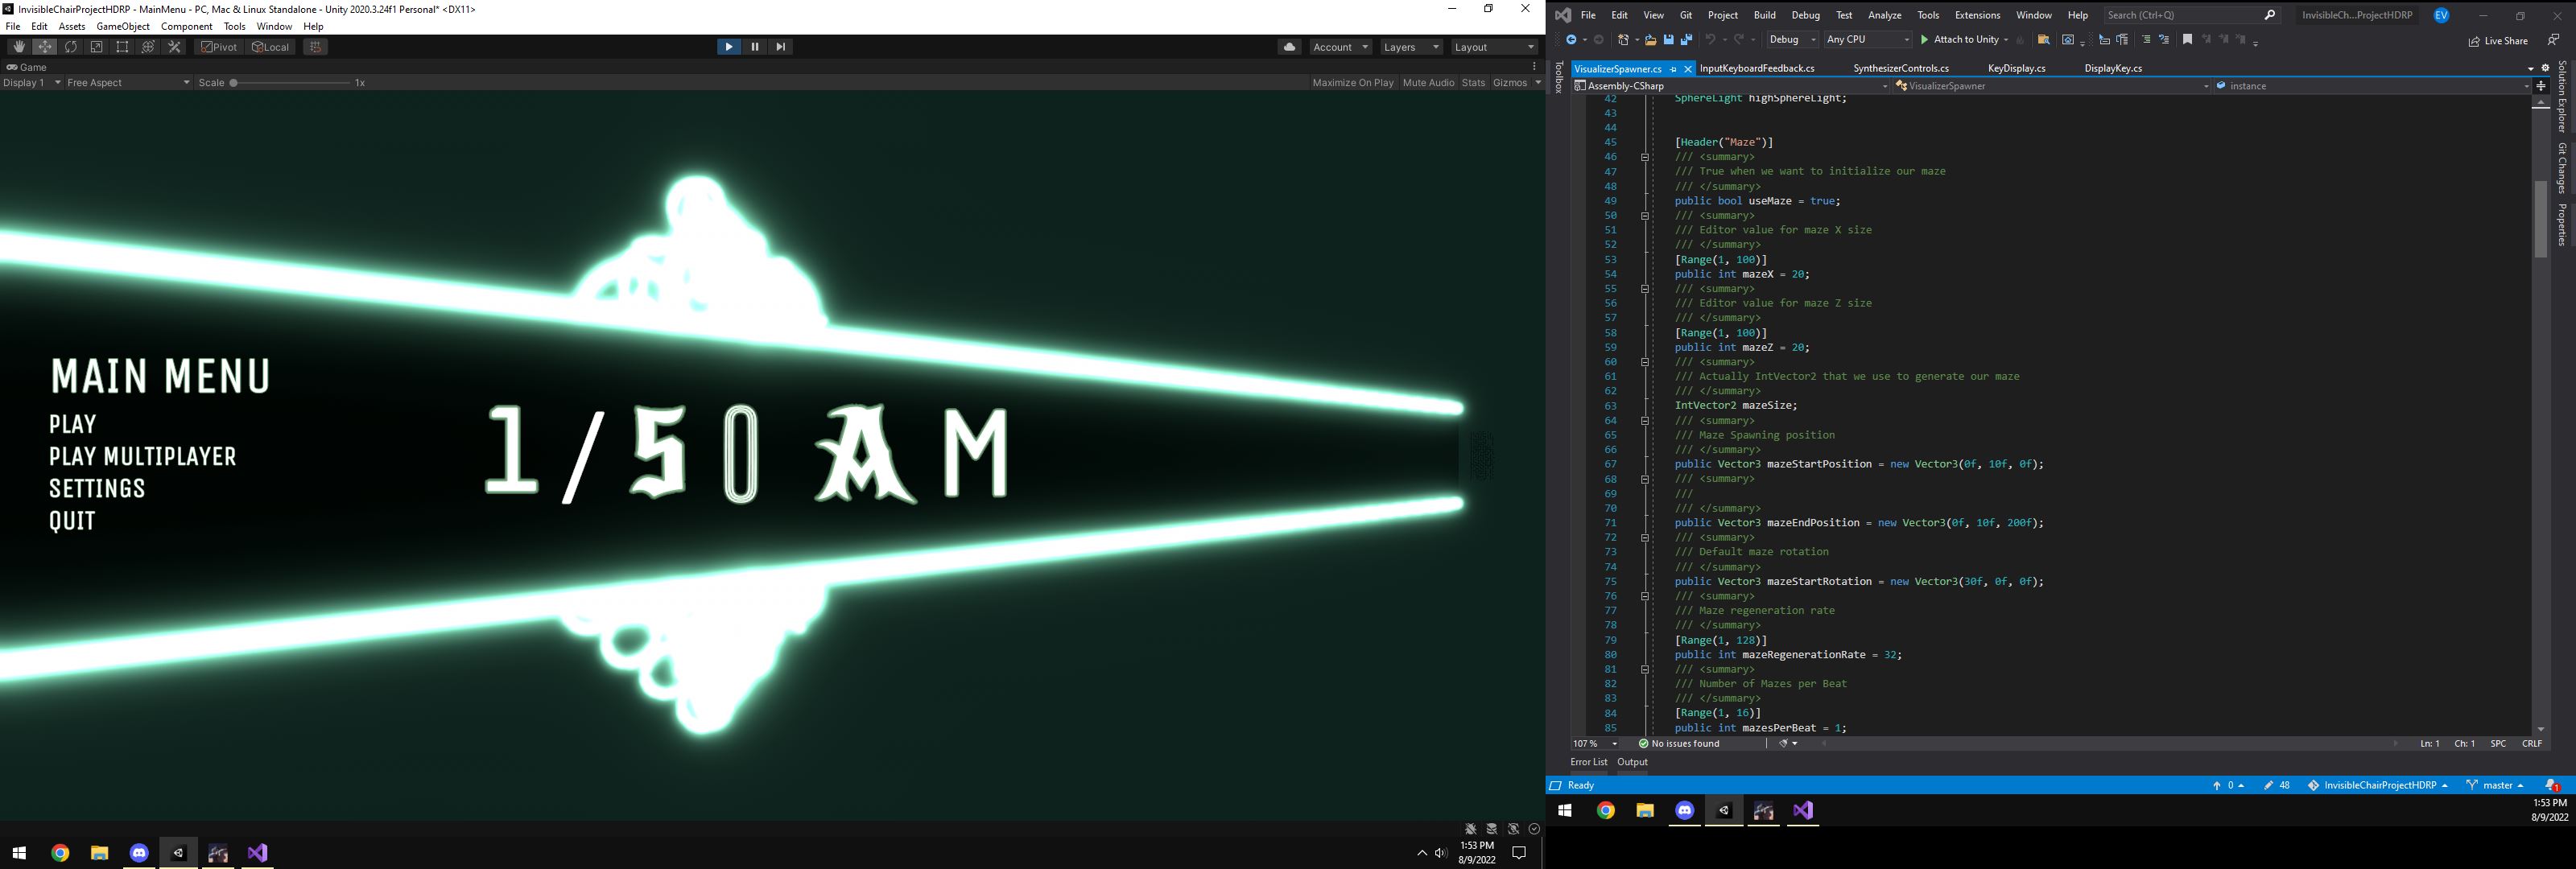 InvisibleChairProjectHDRP - MainMenu - PC, Mac & Linux Standalone - Unity 2020.3.24f1 Personal* <DX11>
File Edit Assets GameObject Component Tools Window Help
Pivot Local Account Layers Layout
Game
Display 1 Free Aspect Scale 1x Maximize On Play Mute Audio Stats Gizmos
MAIN MENU
PLAY
PLAY MULTIPLAYER
SETTINGS
QUIT
1/50 AM
1:53 PM
8/9/2022
File Edit View Git Project Build Debug Test Analyze Tools Extensions Window Help Search (Ctrl+Q) InvisibleCh...ProjectHDRP EV
Debug Any CPU Attach to Unity Live Share
Toolbox
VisualizerSpawner.cs InputKeyboardFeedback.cs SynthesizerControls.cs KeyDisplay.cs DisplayKey.cs
Assembly-CSharp VisualizerSpawner instance
42 SphereLight highSphereLight;
43
44
45 [Header("Maze")]
46 /// <summary>
47 /// True when we want to initialize our maze
48 /// </summary>
49 public bool useMaze = true;
50 /// <summary>
51 /// Editor value for maze X size
52 /// </summary>
53 [Range(1, 100)]
54 public int mazeX = 20;
55 /// <summary>
56 /// Editor value for maze Z size
57 /// </summary>
58 [Range(1, 100)]
59 public int mazeZ = 20;
60 /// <summary>
61 /// Actually IntVector2 that we use to generate our maze
62 /// </summary>
63 IntVector2 mazeSize;
64 /// <summary>
65 /// Maze Spawning position
66 /// </summary>
67 public Vector3 mazeStartPosition = new Vector3(0f, 10f, 0f);
68 /// <summary>
69 ///
70 /// </summary>
71 public Vector3 mazeEndPosition = new Vector3(0f, 10f, 200f);
72 /// <summary>
73 /// Default maze rotation
74 /// </summary>
75 public Vector3 mazeStartRotation = new Vector3(30f, 0f, 0f);
76 /// <summary>
77 /// Maze regeneration rate
78 /// </summary>
79 [Range(1, 128)]
80 public int mazeRegenerationRate = 32;
81 /// <summary>
82 /// Number of Mazes per Beat
83 /// </summary>
84 [Range(1, 16)]
85 public int mazesPerBeat = 1;
Solution Explorer
Git Changes
Properties
107 % No issues found Ln: 1 Ch: 1 SPC CRLF
Error List Output
Ready 0 48 InvisibleChairProjectHDRP master 1
1:53 PM
8/9/2022